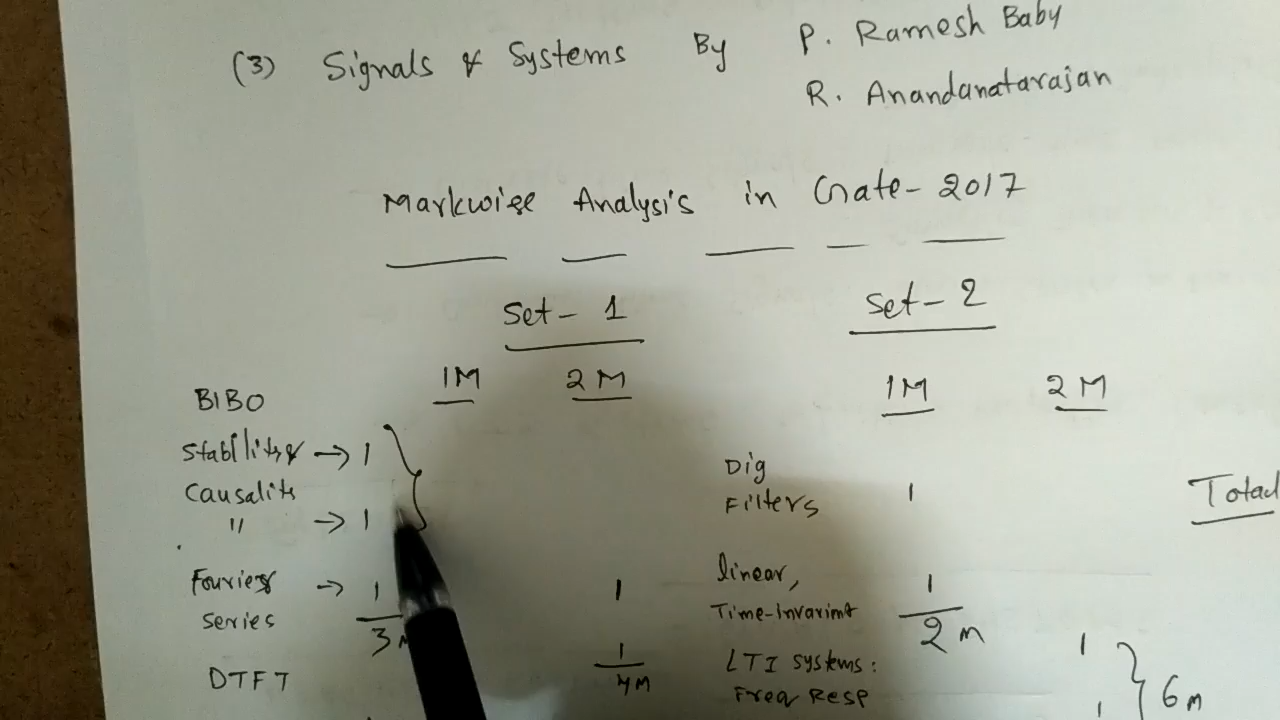 (3) Signals & Systems By P. Ramesh Baby
R. Anandanatarajan
Markwise Analysis in Gate-2017
Set-1 Set-2
1M 2M 1M 2M
BIBO
Stability & → 1
Causality
" → 1
Fourier → 1 1
Series 3M
DTFT 1
4M
Dig
Filters 1
linear, 1
Time-Invarint 2M
LTI systems: 1
Freq Resp 1
6M
Total